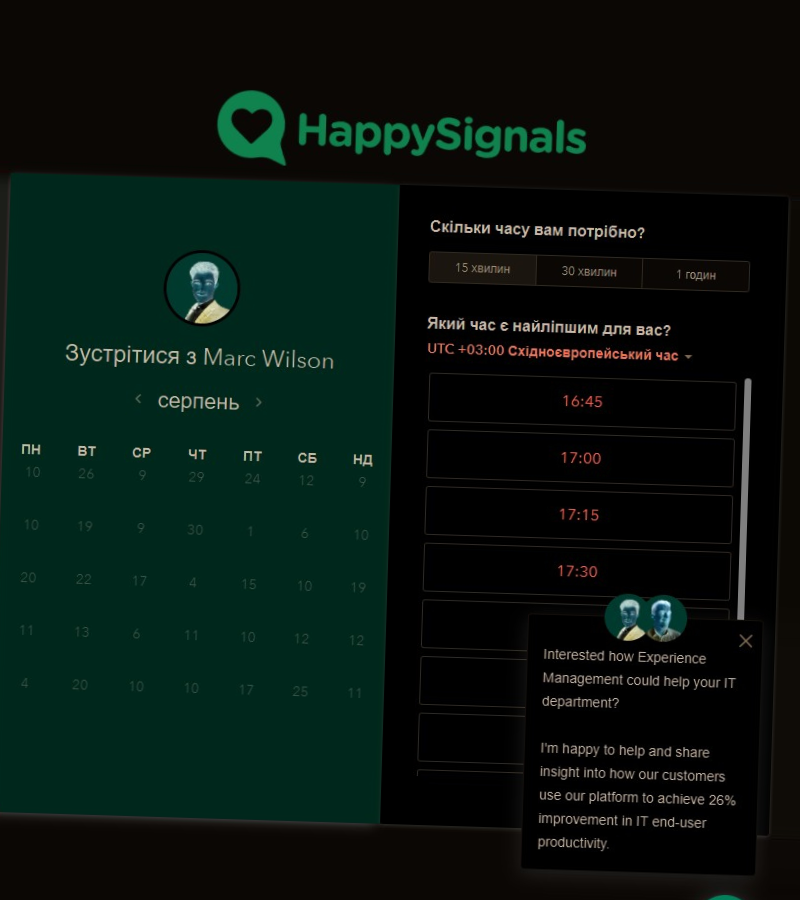 HappySignals
Зустрітися з Marc Wilson
серпень
ПН ВТ СР ЧТ ПТ СБ НД
10 26 9 29 24 12 9
10 19 9 30 1 6 10
20 22 17 4 15 10 19
11 13 6 11 10 12 12
4 20 10 10 17 25 11
Скільки часу вам потрібно?
15 хвилин 30 хвилин 1 годин
Який час є найліпшим для вас?
UTC +03:00 Східноєвропейський час
16:45
17:00
17:15
17:30
Interested how Experience
Management could help your IT
department?
I'm happy to help and share
insight into how our customers
use our platform to achieve 26%
improvement in IT end-user
productivity.